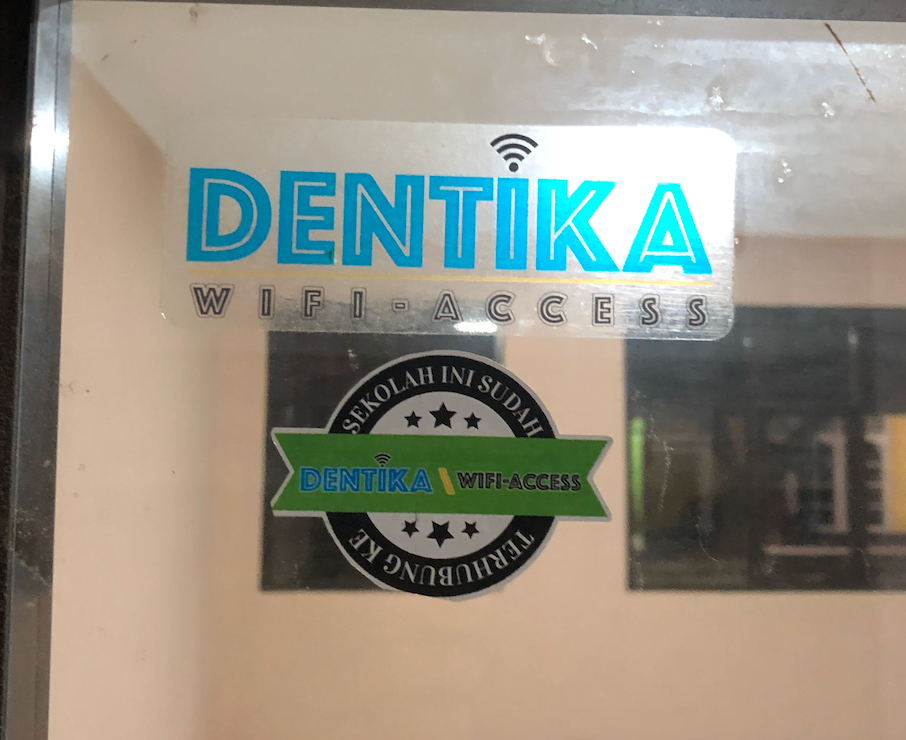 DENTIKA
WIFI-ACCESS
SEKOLAH INI SUDAH
DENTIKA \ WIFI-ACCESS
TERHUBUNG KE